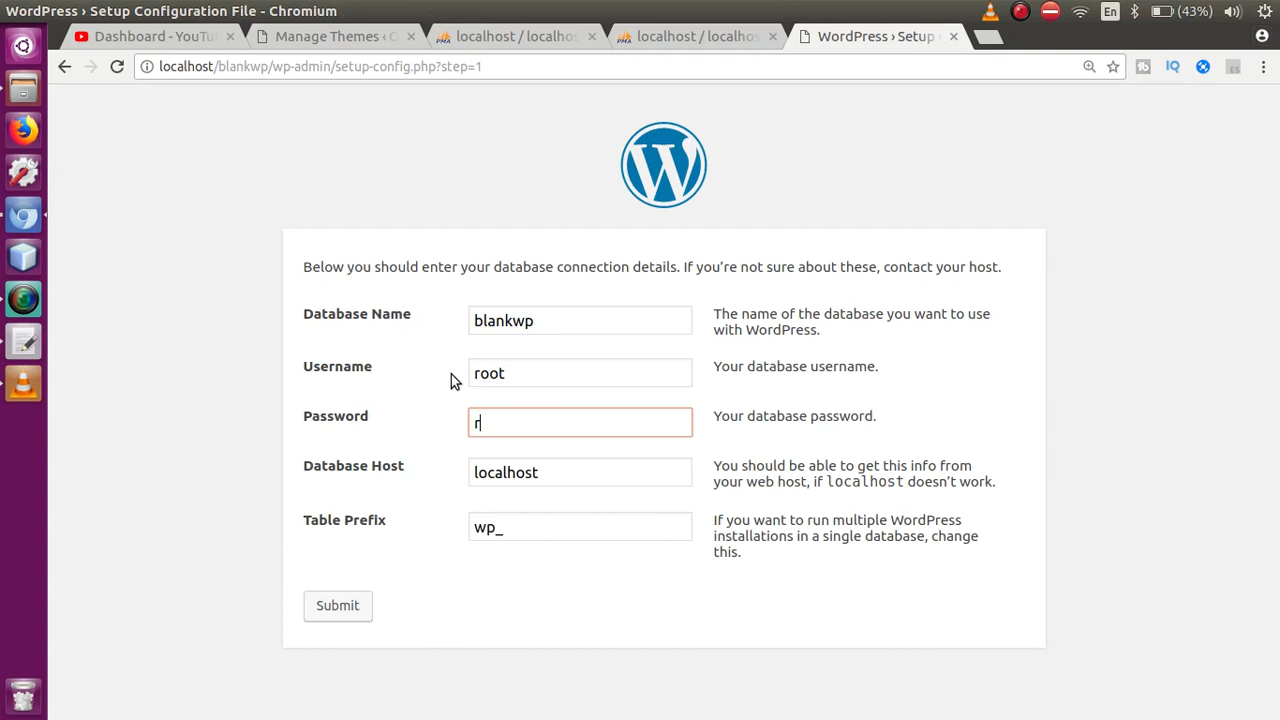 WordPress › Setup Configuration File - Chromium
En
(43%)
Dashboard - YouTu
Manage Themes ‹ O
localhost / localhos
localhost / localhos
WordPress › Setup
localhost/blankwp/wp-admin/setup-config.php?step=1
IQ
ES
W
Below you should enter your database connection details. If you’re not sure about these, contact your host.
Database Name
blankwp
The name of the database you want to use
with WordPress.
Username
root
Your database username.
Password
r
Your database password.
Database Host
localhost
You should be able to get this info from
your web host, if localhost doesn’t work.
Table Prefix
wp_
If you want to run multiple WordPress
installations in a single database, change
this.
Submit